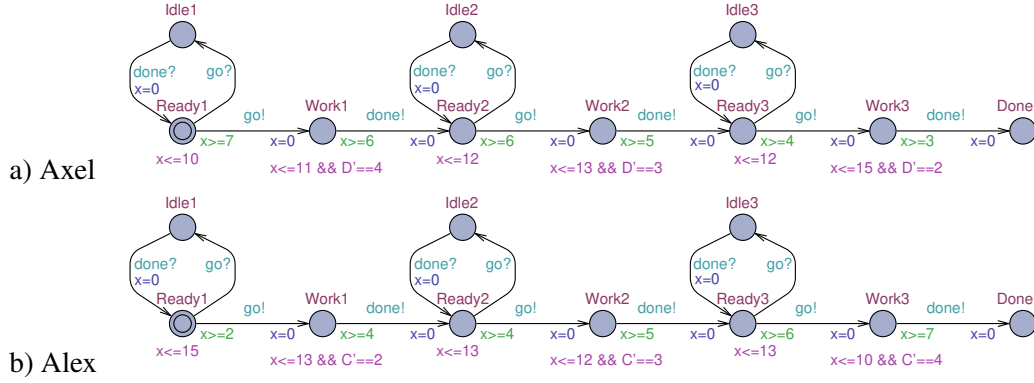 Idle1 Idle2 Idle3
done? go? done? go? done? go?
x=0 x=0 x=0
Ready1 go! Work1 done! Ready2 go! Work2 done! Ready3 go! Work3 done! Done
x>=7 x=0 x>=6 x=0 x>=6 x=0 x>=5 x=0 x>=4 x=0 x>=3 x=0
x<=10 x<=11 && D'==4 x<=12 x<=13 && D'==3 x<=12 x<=15 && D'==2
a) Axel
Idle1 Idle2 Idle3
done? go? done? go? done? go?
x=0 x=0 x=0
Ready1 go! Work1 done! Ready2 go! Work2 done! Ready3 go! Work3 done! Done
x>=2 x=0 x>=4 x=0 x>=4 x=0 x>=5 x=0 x>=6 x=0 x>=7 x=0
x<=15 x<=13 && C'==2 x<=13 x<=12 && C'==3 x<=13 x<=10 && C'==4
b) Alex